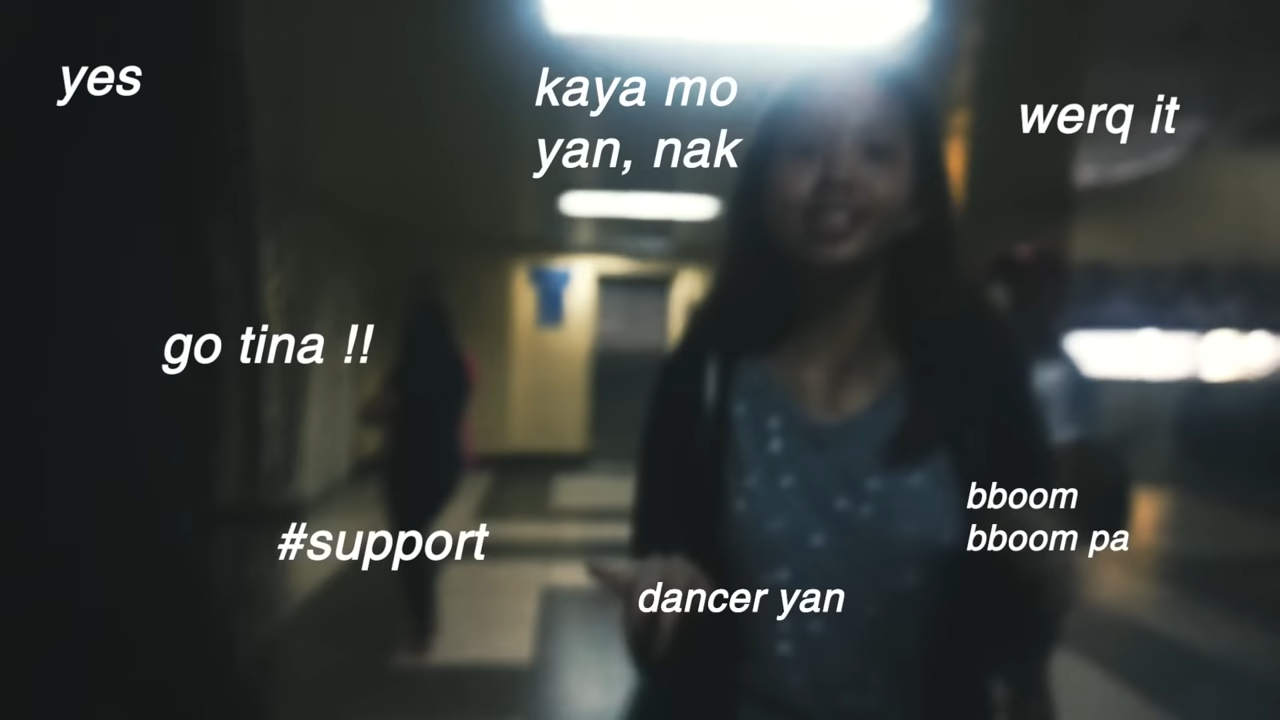 yes
kaya mo
yan, nak
werq it
go tina !!
#support
bboom
bboom pa
dancer yan